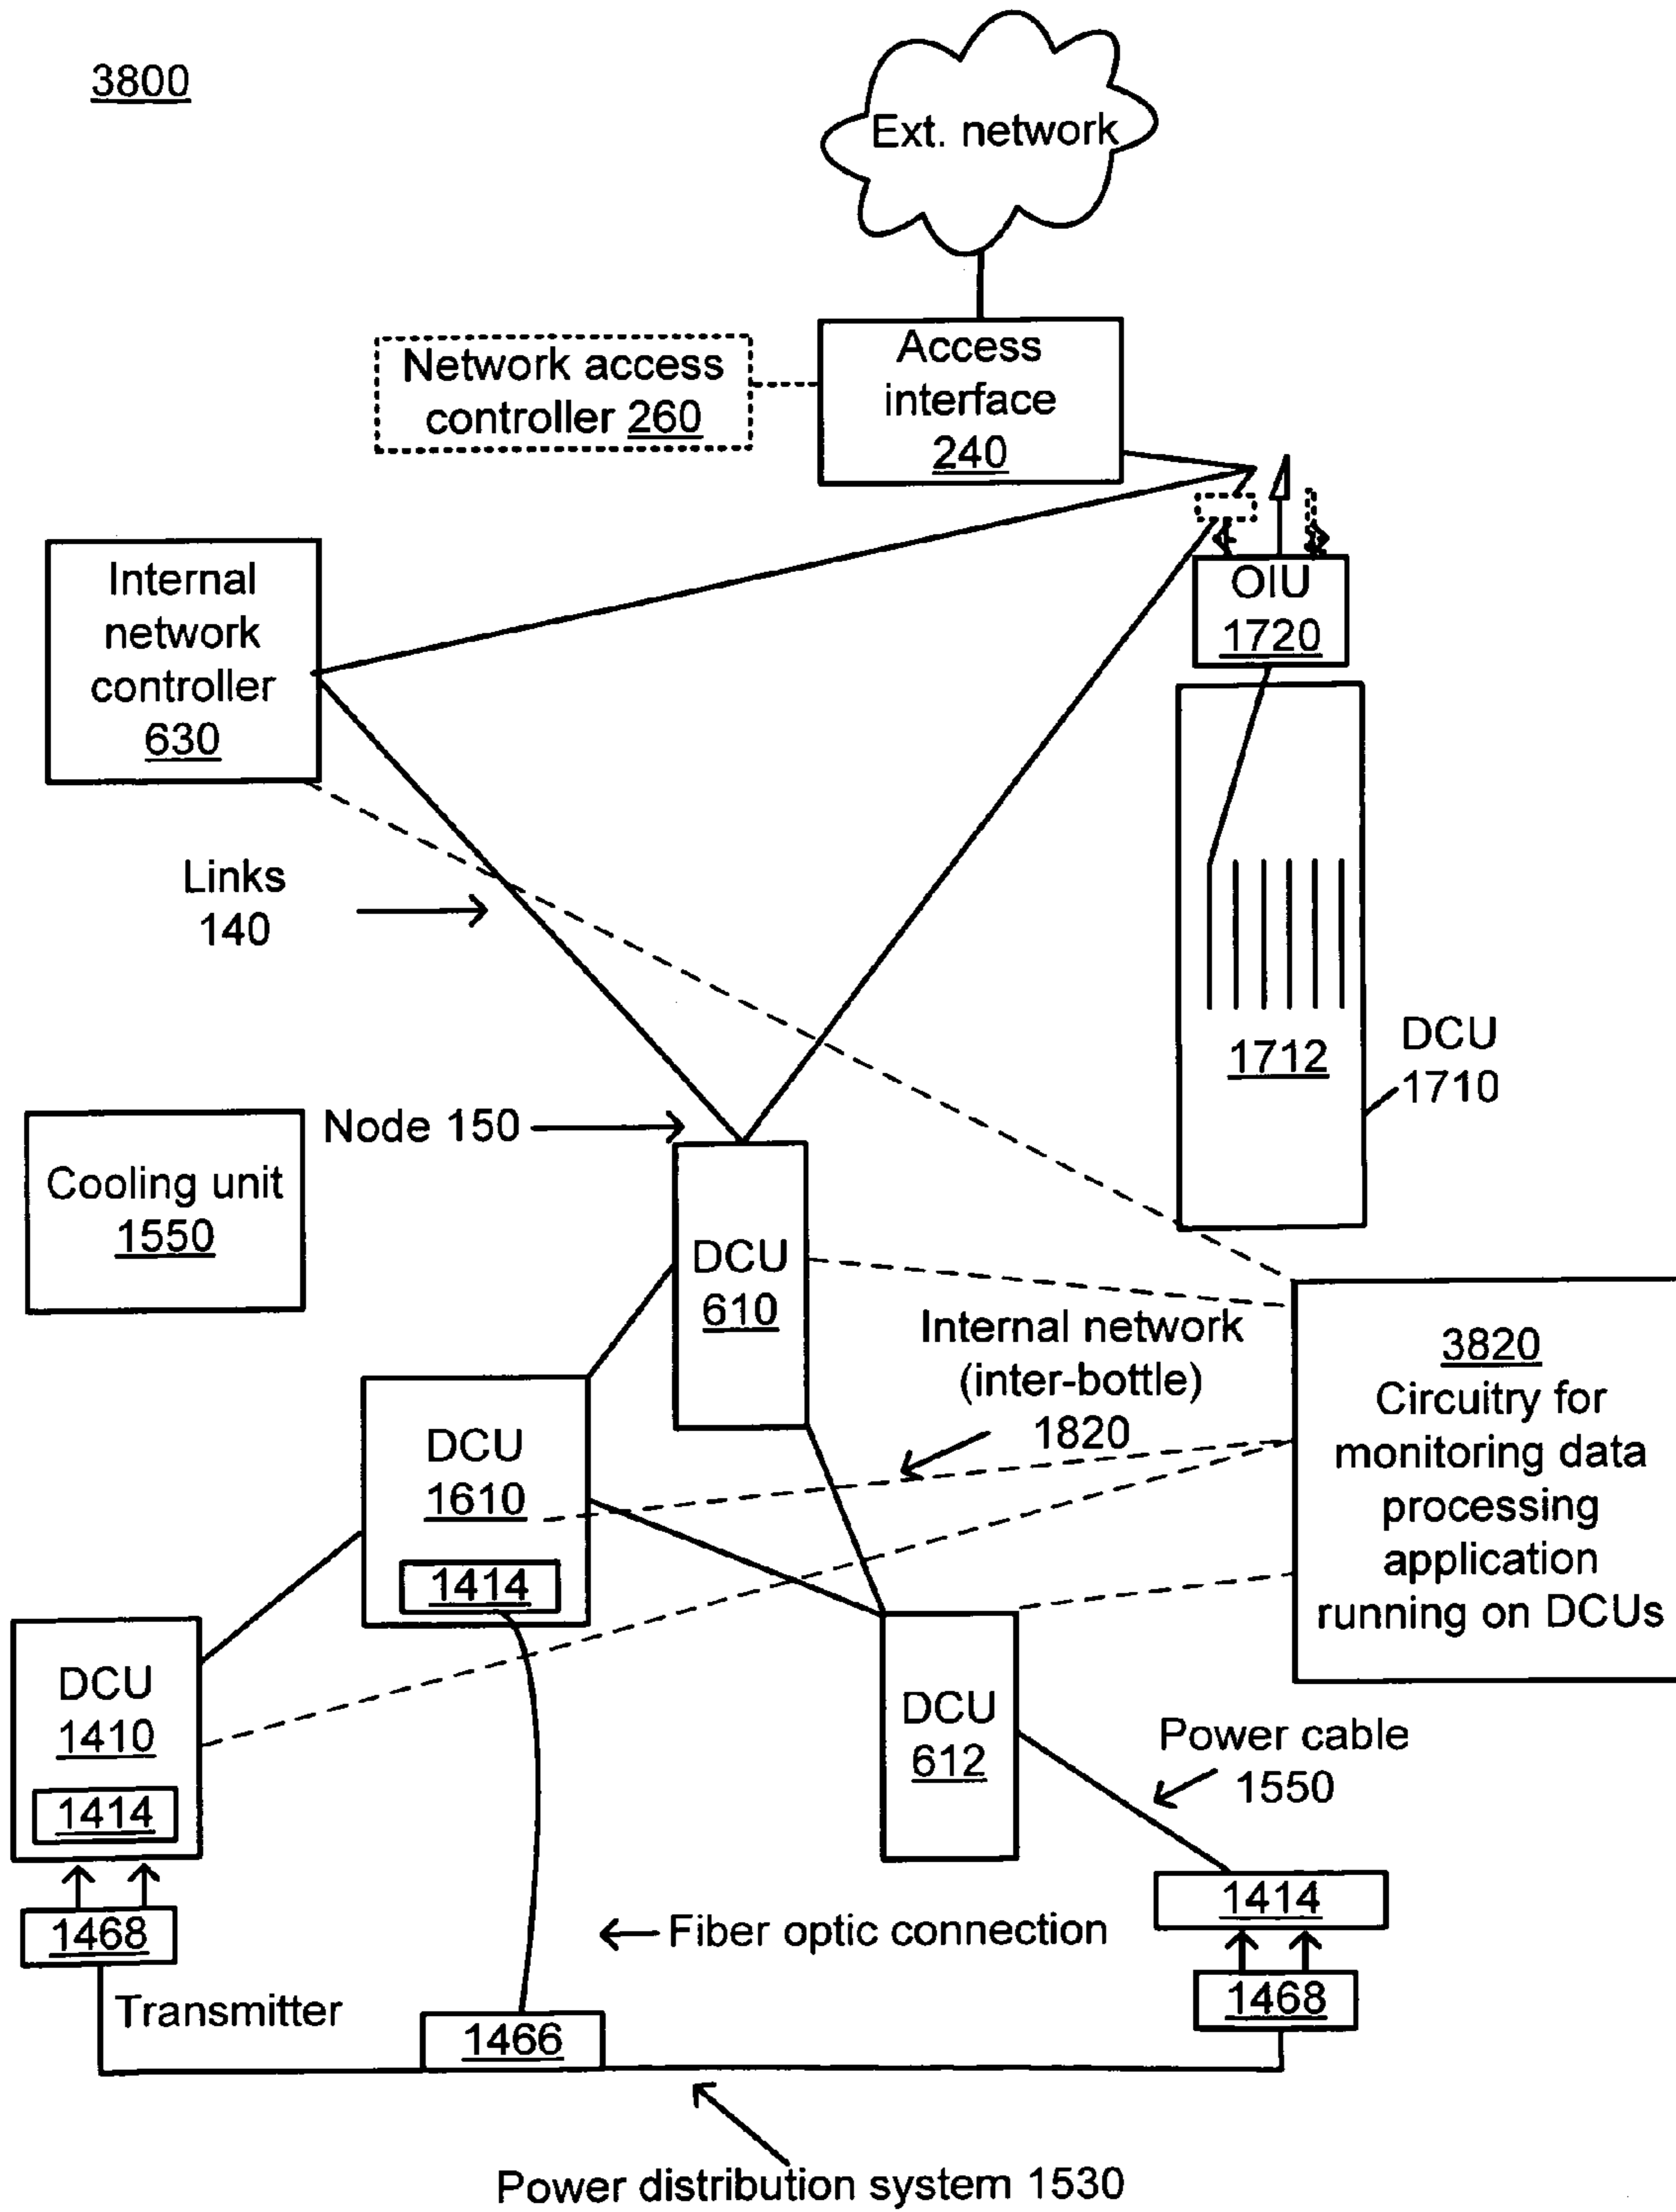 3800
Ext. network
Network access
controller 260
Access
interface
240
Internal
network
controller
630
OIU
1720
Links
140
1712
DCU
1710
Node 150
Cooling unit
1550
DCU
610
Internal network
(inter-bottle)
1820
3820
Circuitry for
monitoring data
processing
application
running on DCUs
DCU
1610
1414
DCU
1410
1414
DCU
612
Power cable
1550
1468
Fiber optic connection
1414
1468
Transmitter
1466
Power distribution system 1530